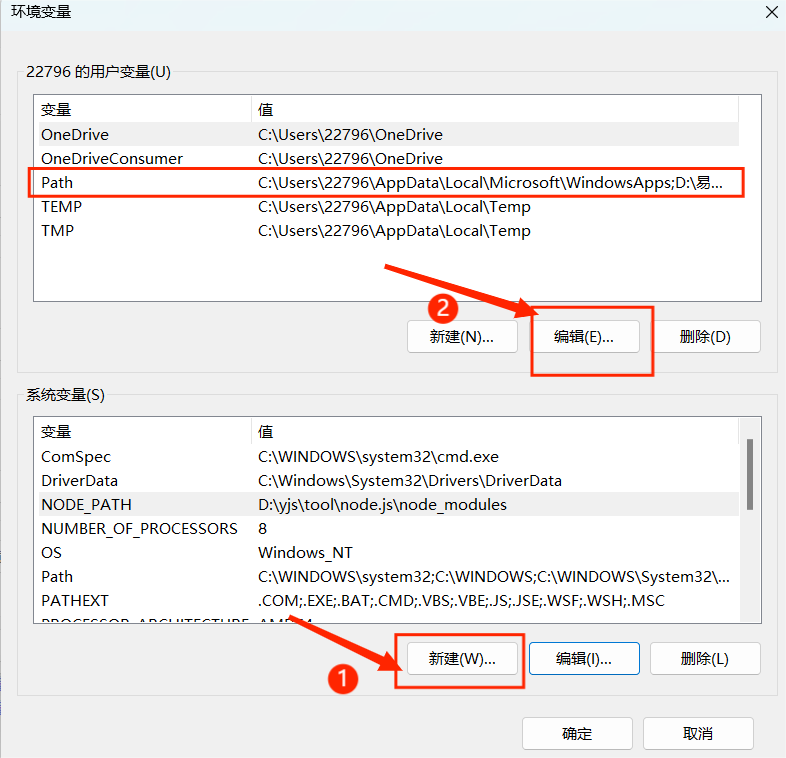 环境变量
22796 的用户变量(U)
变量 值
OneDrive C:\Users\22796\OneDrive
OneDriveConsumer C:\Users\22796\OneDrive
Path C:\Users\22796\AppData\Local\Microsoft\WindowsApps;D:\易...
TEMP C:\Users\22796\AppData\Local\Temp
TMP C:\Users\22796\AppData\Local\Temp
2
新建(N)... 编辑(E)... 删除(D)
系统变量(S)
变量 值
ComSpec C:\WINDOWS\system32\cmd.exe
DriverData C:\Windows\System32\Drivers\DriverData
NODE_PATH D:\yjs\tool\node.js\node_modules
NUMBER_OF_PROCESSORS 8
OS Windows_NT
Path C:\WINDOWS\system32;C:\WINDOWS;C:\WINDOWS\System32\...
PATHEXT .COM;.EXE;.BAT;.CMD;.VBS;.VBE;.JS;.JSE;.WSF;.WSH;.MSC
PROCESSOR_ARCHITECTURE
1
新建(W)... 编辑(I)... 删除(L)
确定 取消